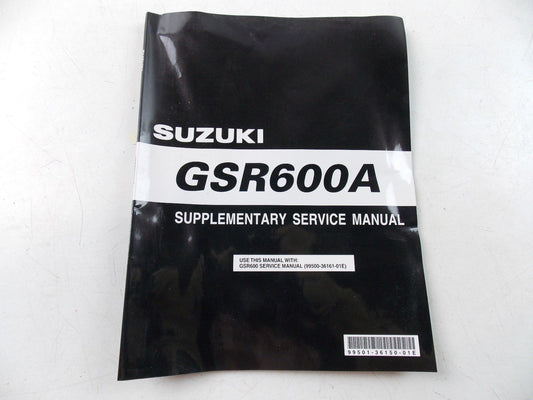 SUZUKI
GSR600A
SUPPLEMENTARY SERVICE MANUAL
USE THIS MANUAL WITH:
GSR600 SERVICE MANUAL (99500-36161-01E)
99501-36150-01E